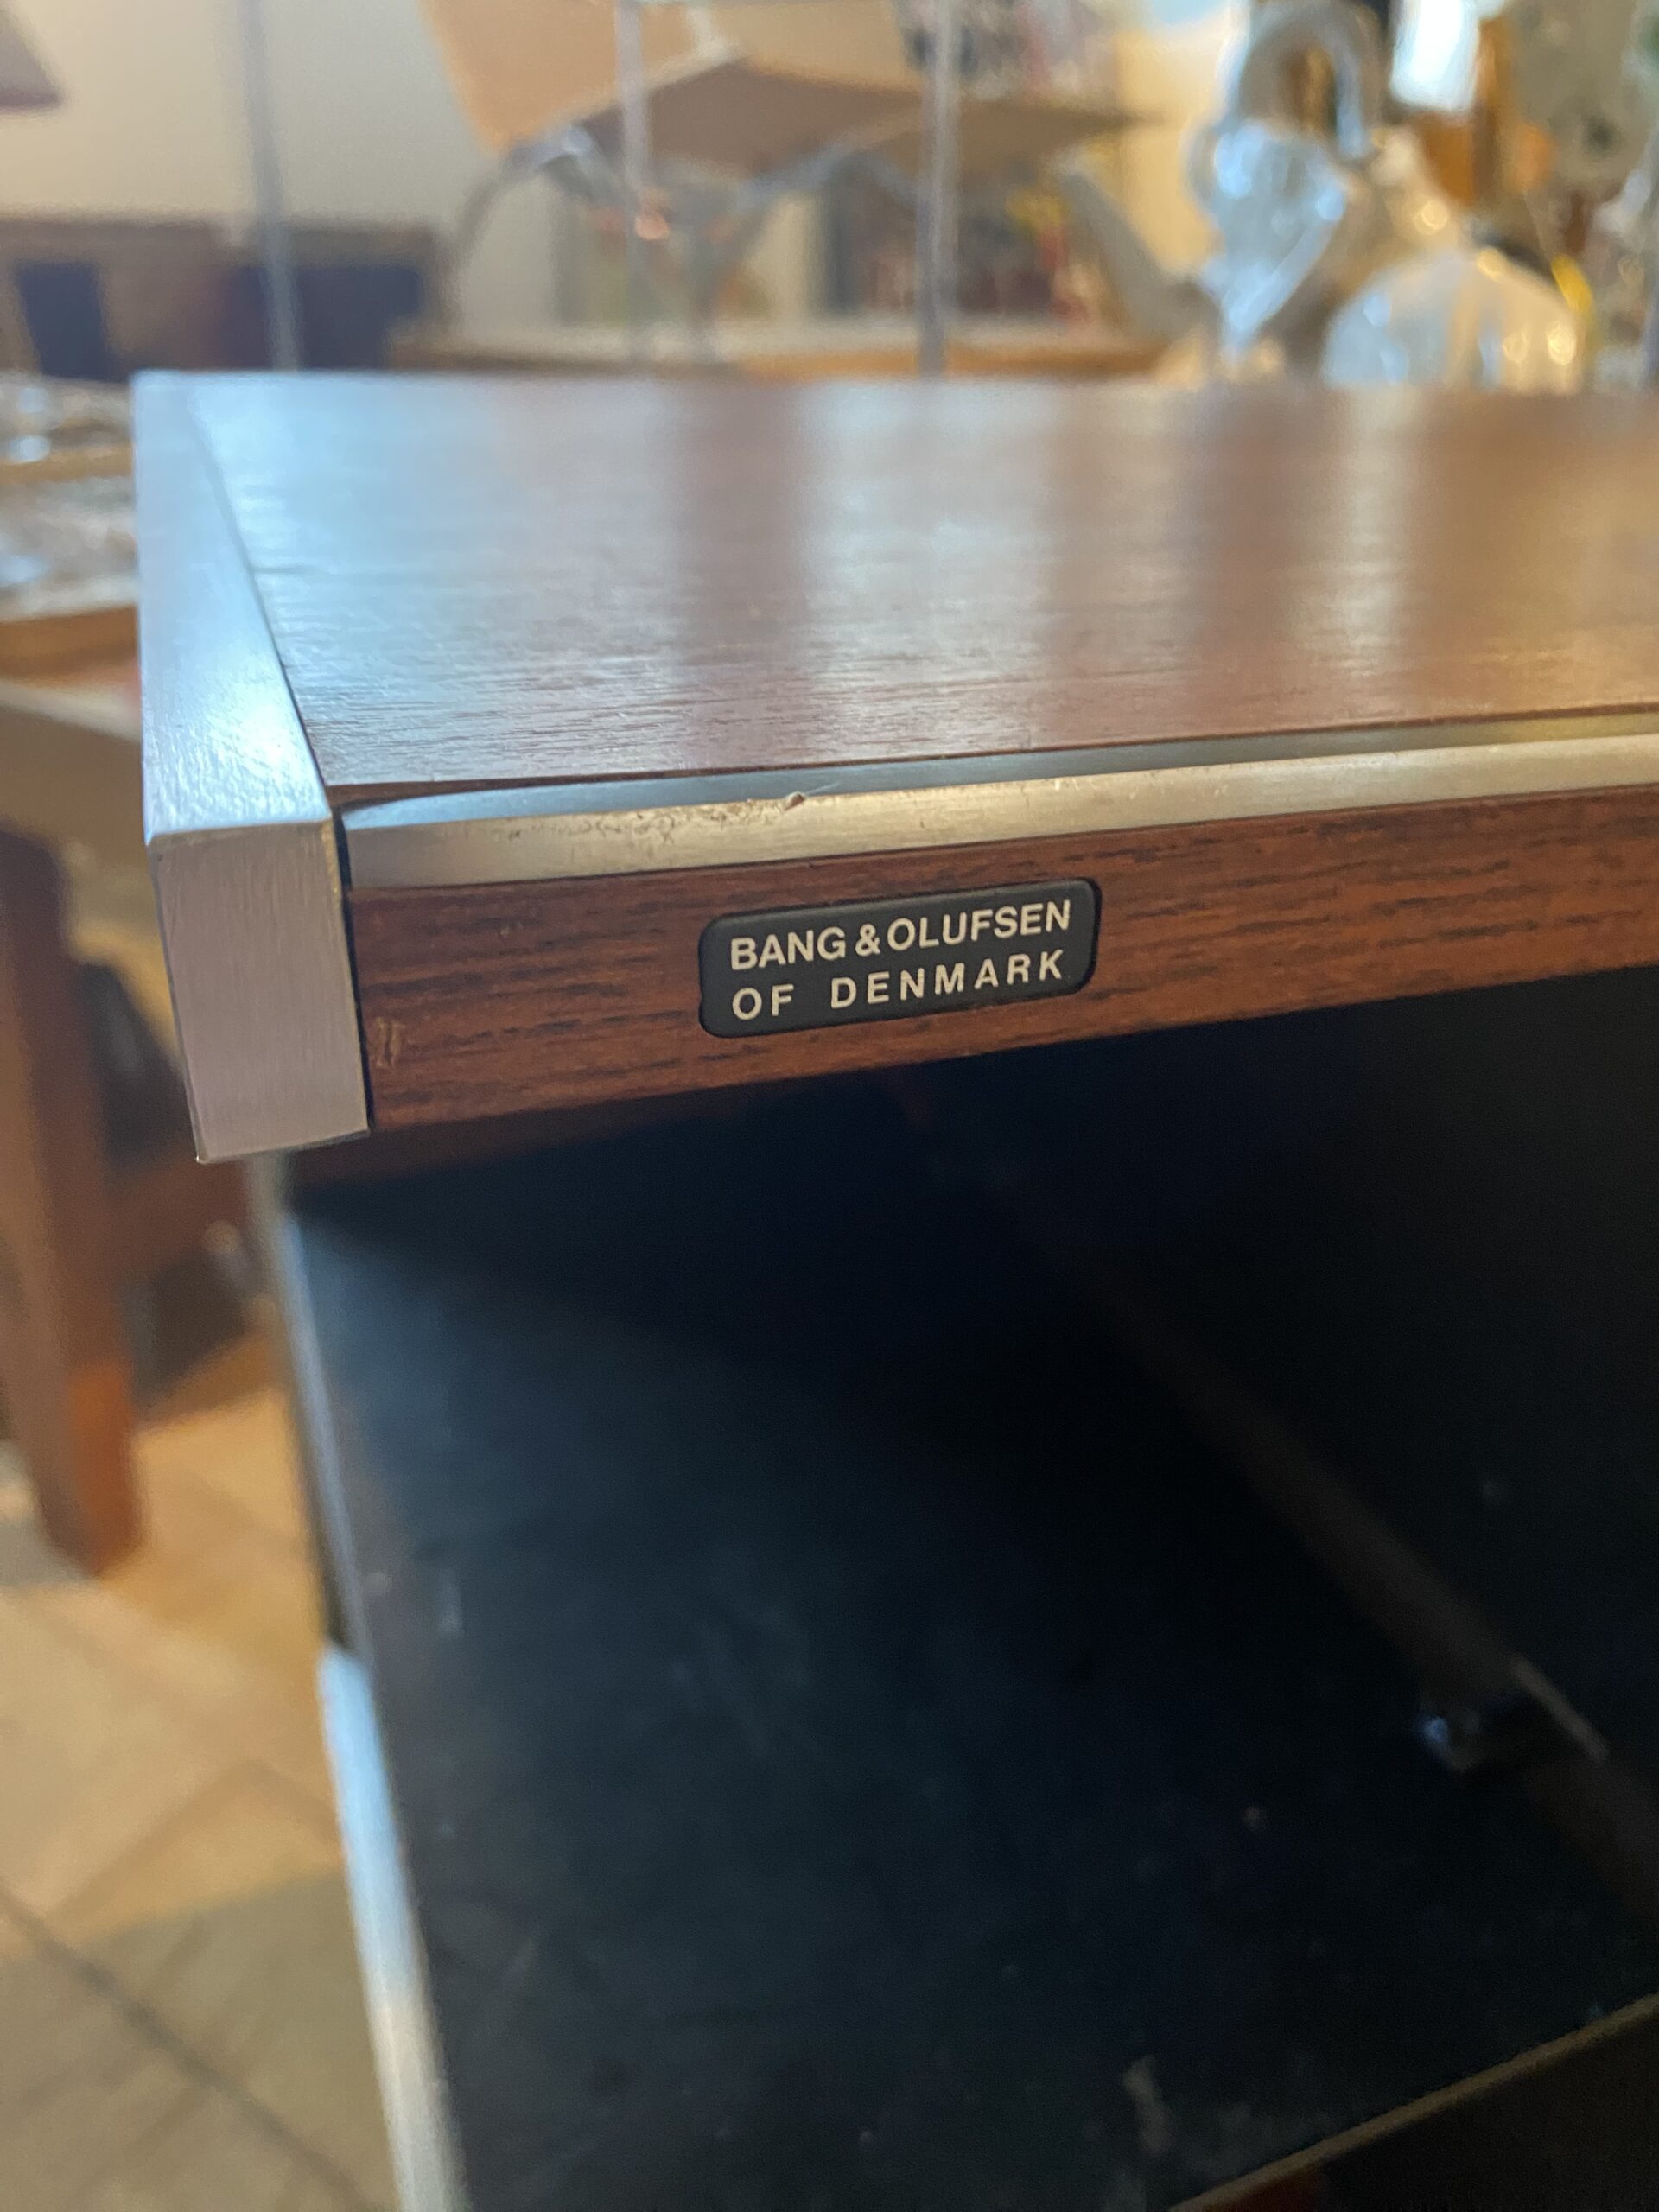 BANG & OLUFSEN
OF DENMARK